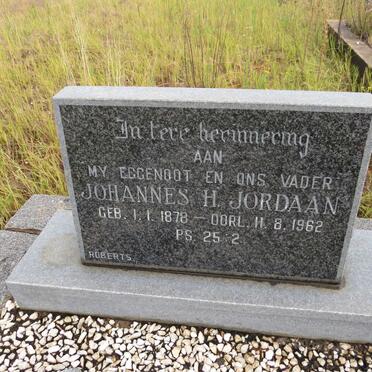 In tere herinnering
AAN
MY EGGENOOT EN ONS VADER
JOHANNES H. JORDAAN
GEB. 1. 1. 1878 — OORL. 11. 8. 1962
PS. 25-2
ROBERTS